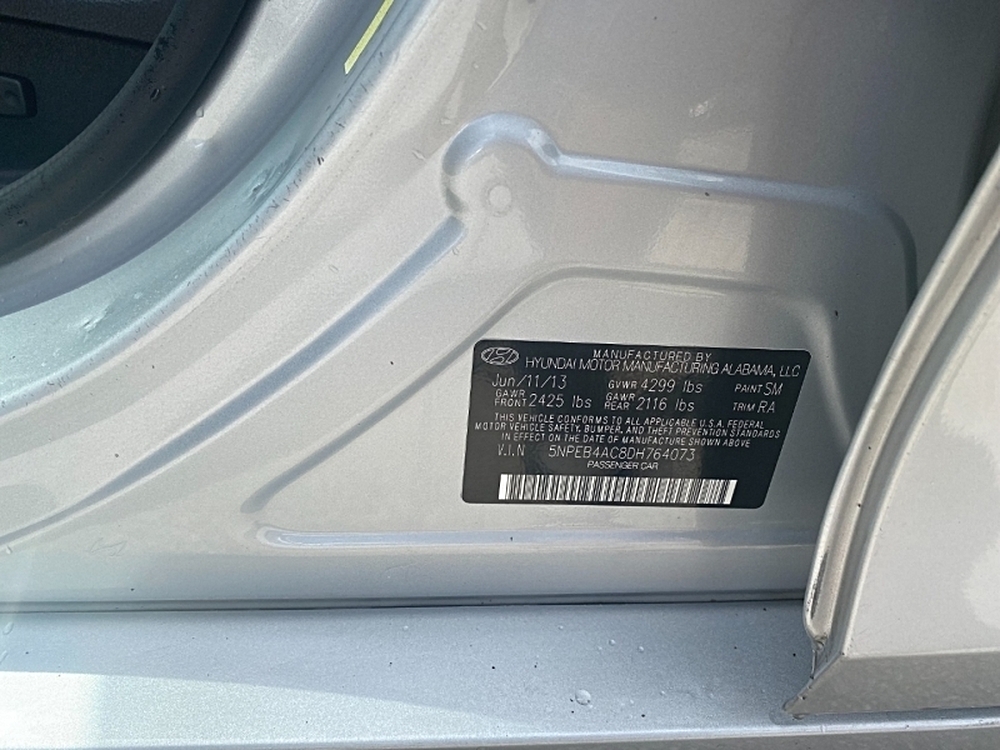 MANUFACTURED BY
HYUNDAI MOTOR MANUFACTURING ALABAMA, LLC
Jun/11/13 GVWR 4299 lbs PAINT SM
GAWR FRONT 2425 lbs GAWR REAR 2116 lbs TRIM RA
THIS VEHICLE CONFORMS TO ALL APPLICABLE U.S.A. FEDERAL
MOTOR VEHICLE SAFETY, BUMPER, AND THEFT PREVENTION STANDARDS
IN EFFECT ON THE DATE OF MANUFACTURE SHOWN ABOVE
V.I.N 5NPEB4AC8DH764073
PASSENGER CAR